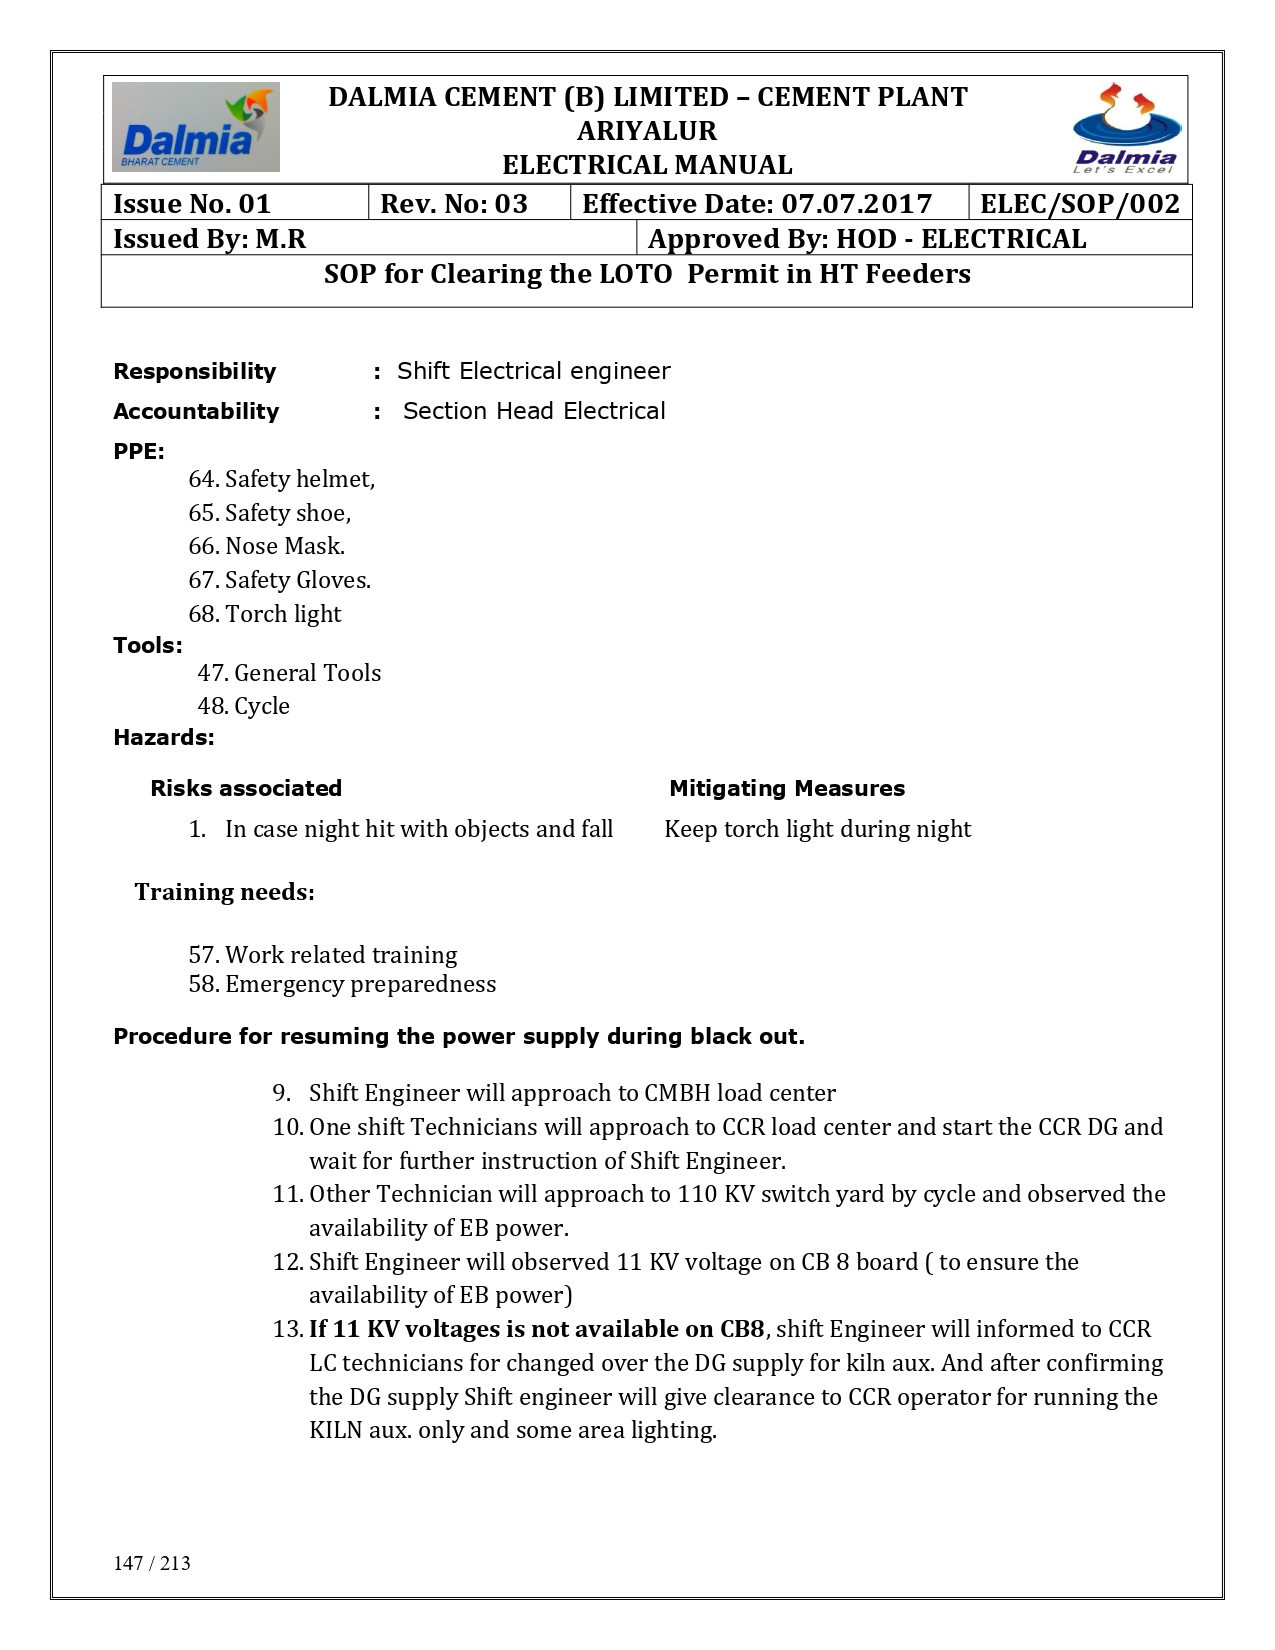 Dalmia
BHARAT CEMENT
DALMIA CEMENT (B) LIMITED – CEMENT PLANT
ARIYALUR
ELECTRICAL MANUAL
Dalmia
Let's Excel
Issue No. 01 Rev. No: 03 Effective Date: 07.07.2017 ELEC/SOP/002
Issued By: M.R Approved By: HOD - ELECTRICAL
SOP for Clearing the LOTO Permit in HT Feeders
Responsibility : Shift Electrical engineer
Accountability : Section Head Electrical
PPE:
64. Safety helmet,
65. Safety shoe,
66. Nose Mask.
67. Safety Gloves.
68. Torch light
Tools:
47. General Tools
48. Cycle
Hazards:
Risks associated Mitigating Measures
1. In case night hit with objects and fall Keep torch light during night
Training needs:
57. Work related training
58. Emergency preparedness
Procedure for resuming the power supply during black out.
9. Shift Engineer will approach to CMBH load center
10. One shift Technicians will approach to CCR load center and start the CCR DG and
wait for further instruction of Shift Engineer.
11. Other Technician will approach to 110 KV switch yard by cycle and observed the
availability of EB power.
12. Shift Engineer will observed 11 KV voltage on CB 8 board ( to ensure the
availability of EB power)
13. If 11 KV voltages is not available on CB8, shift Engineer will informed to CCR
LC technicians for changed over the DG supply for kiln aux. And after confirming
the DG supply Shift engineer will give clearance to CCR operator for running the
KILN aux. only and some area lighting.
147 / 213